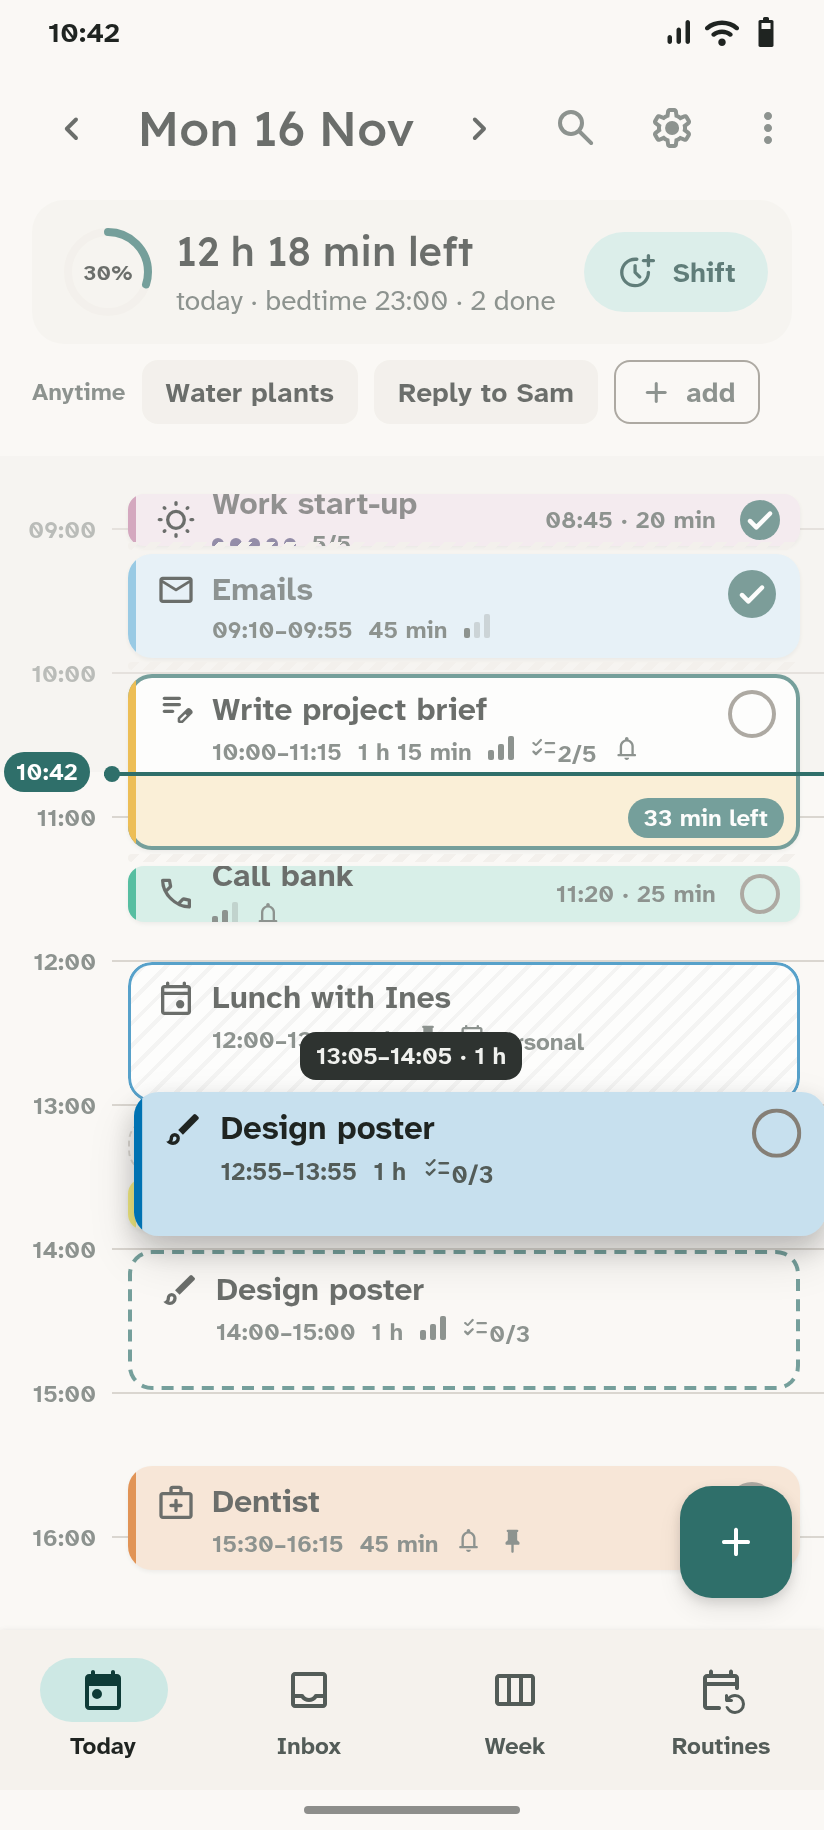 10:42
Mon 16 Nov
30%
12 h 18 min left
today · bedtime 23:00 · 2 done
Shift
Anytime
Water plants
Reply to Sam
add
09:00
Work start-up
5/5
08:45 · 20 min
Emails
09:10–09:55 45 min
10:00
Write project brief
10:00–11:15 1 h 15 min 2/5
10:42
11:00
33 min left
Call bank
11:20 · 25 min
12:00
Lunch with Ines
13:05–14:05 · 1 h
13:00
Design poster
12:55–13:55 1 h 0/3
14:00
Design poster
14:00–15:00 1 h 0/3
15:00
Dentist
15:30–16:15 45 min
16:00
Today
Inbox
Week
Routines